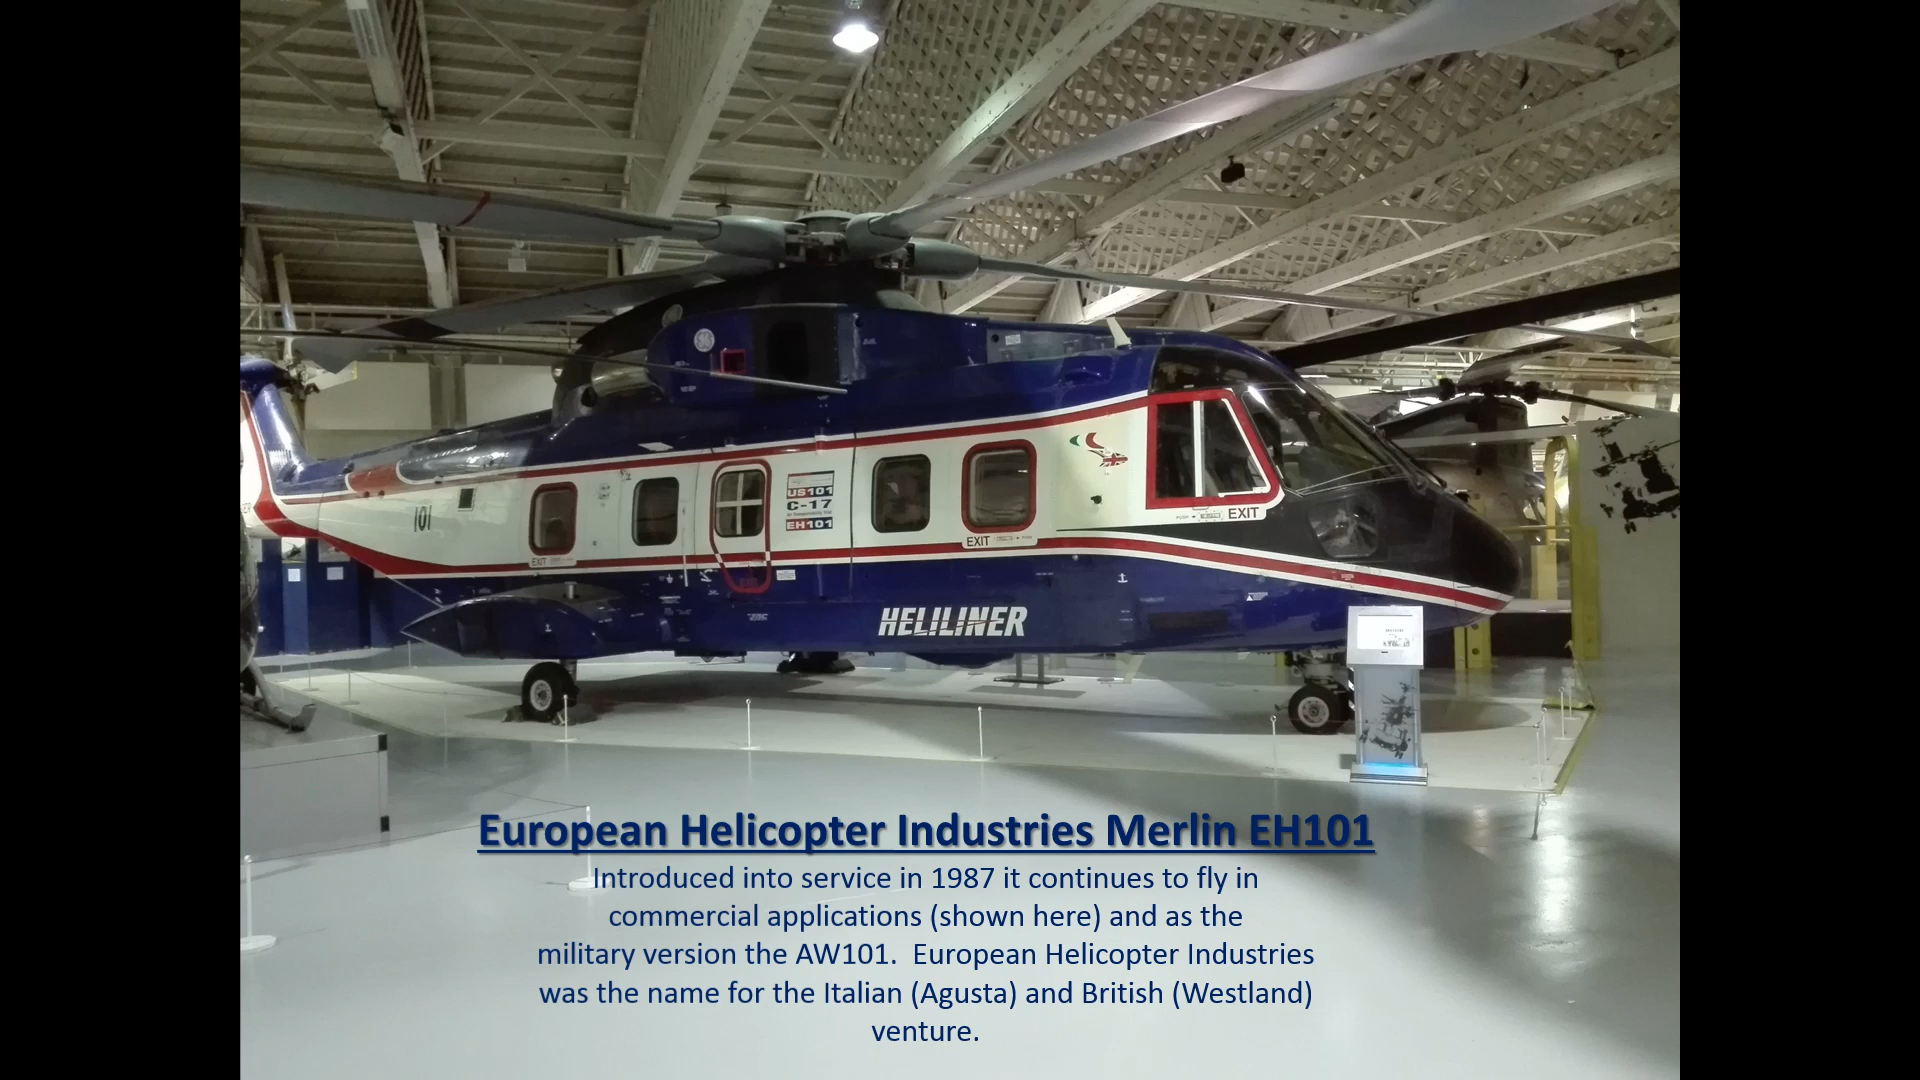 EXIT
US101
C-17
EH101
101
EXIT
EXIT
HELILINER
European Helicopter Industries Merlin EH101
Introduced into service in 1987 it continues to fly in
commercial applications (shown here) and as the
military version the AW101.  European Helicopter Industries
was the name for the Italian (Agusta) and British (Westland)
venture.